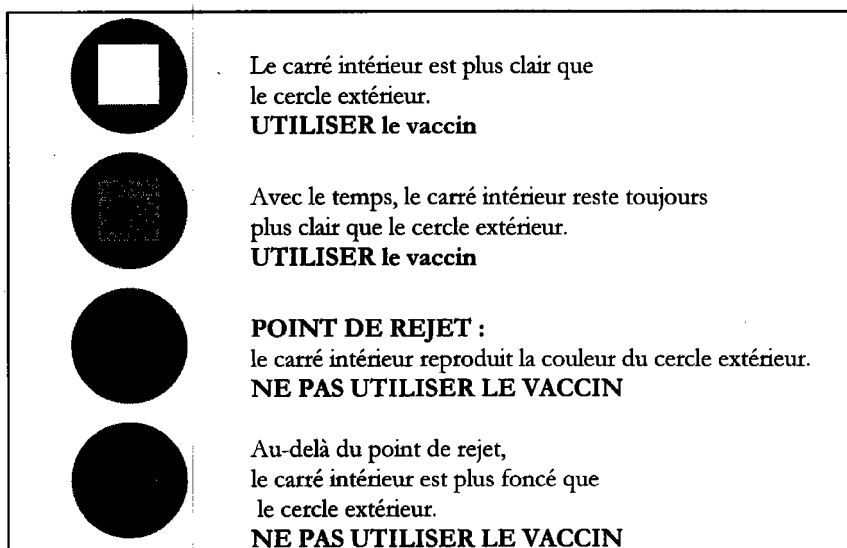 Le carré intérieur est plus clair que
le cercle extérieur.
UTILISER le vaccin
Avec le temps, le carré intérieur reste toujours
plus clair que le cercle extérieur.
UTILISER le vaccin
POINT DE REJET :
le carré intérieur reproduit la couleur du cercle extérieur.
NE PAS UTILISER LE VACCIN
Au-delà du point de rejet,
le carré intérieur est plus foncé que
le cercle extérieur.
NE PAS UTILISER LE VACCIN